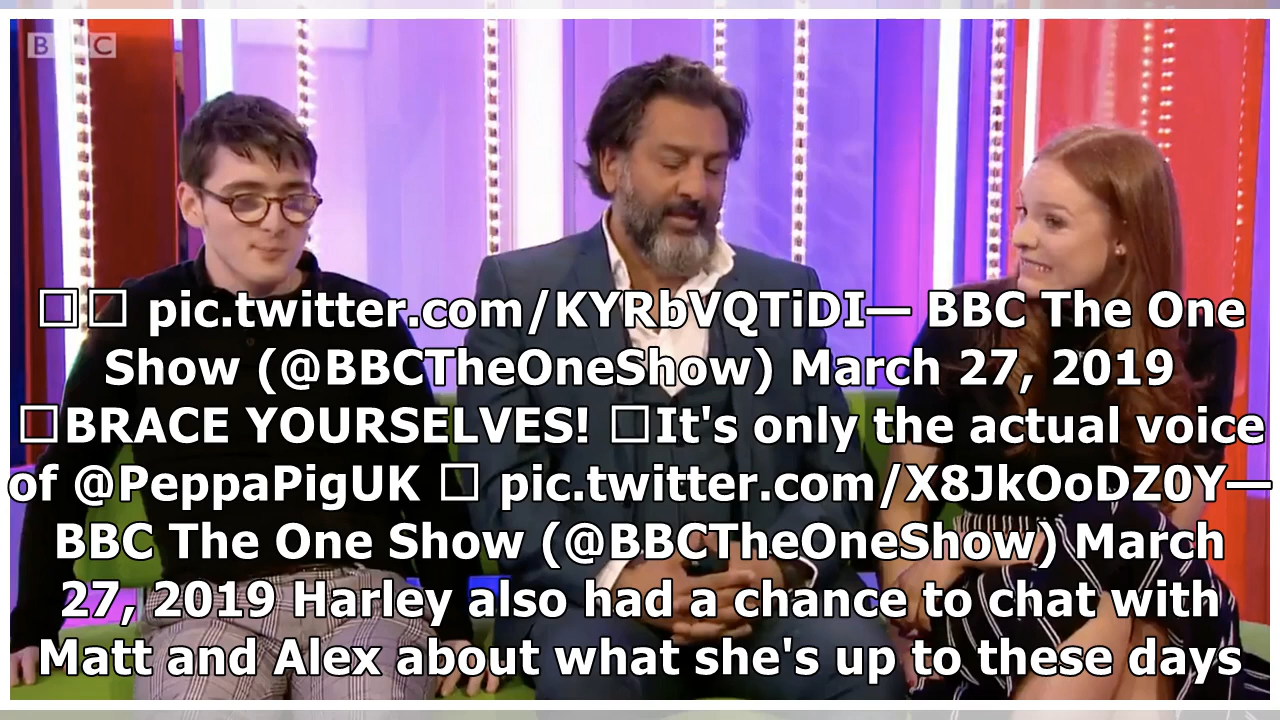 BBC
□□ pic.twitter.com/KYRbVQTiDI— BBC The One
Show (@BBCTheOneShow) March 27, 2019
□BRACE YOURSELVES! □It's only the actual voice
of @PeppaPigUK □ pic.twitter.com/X8JkOoDZ0Y—
BBC The One Show (@BBCTheOneShow) March
27, 2019 Harley also had a chance to chat with
Matt and Alex about what she's up to these days